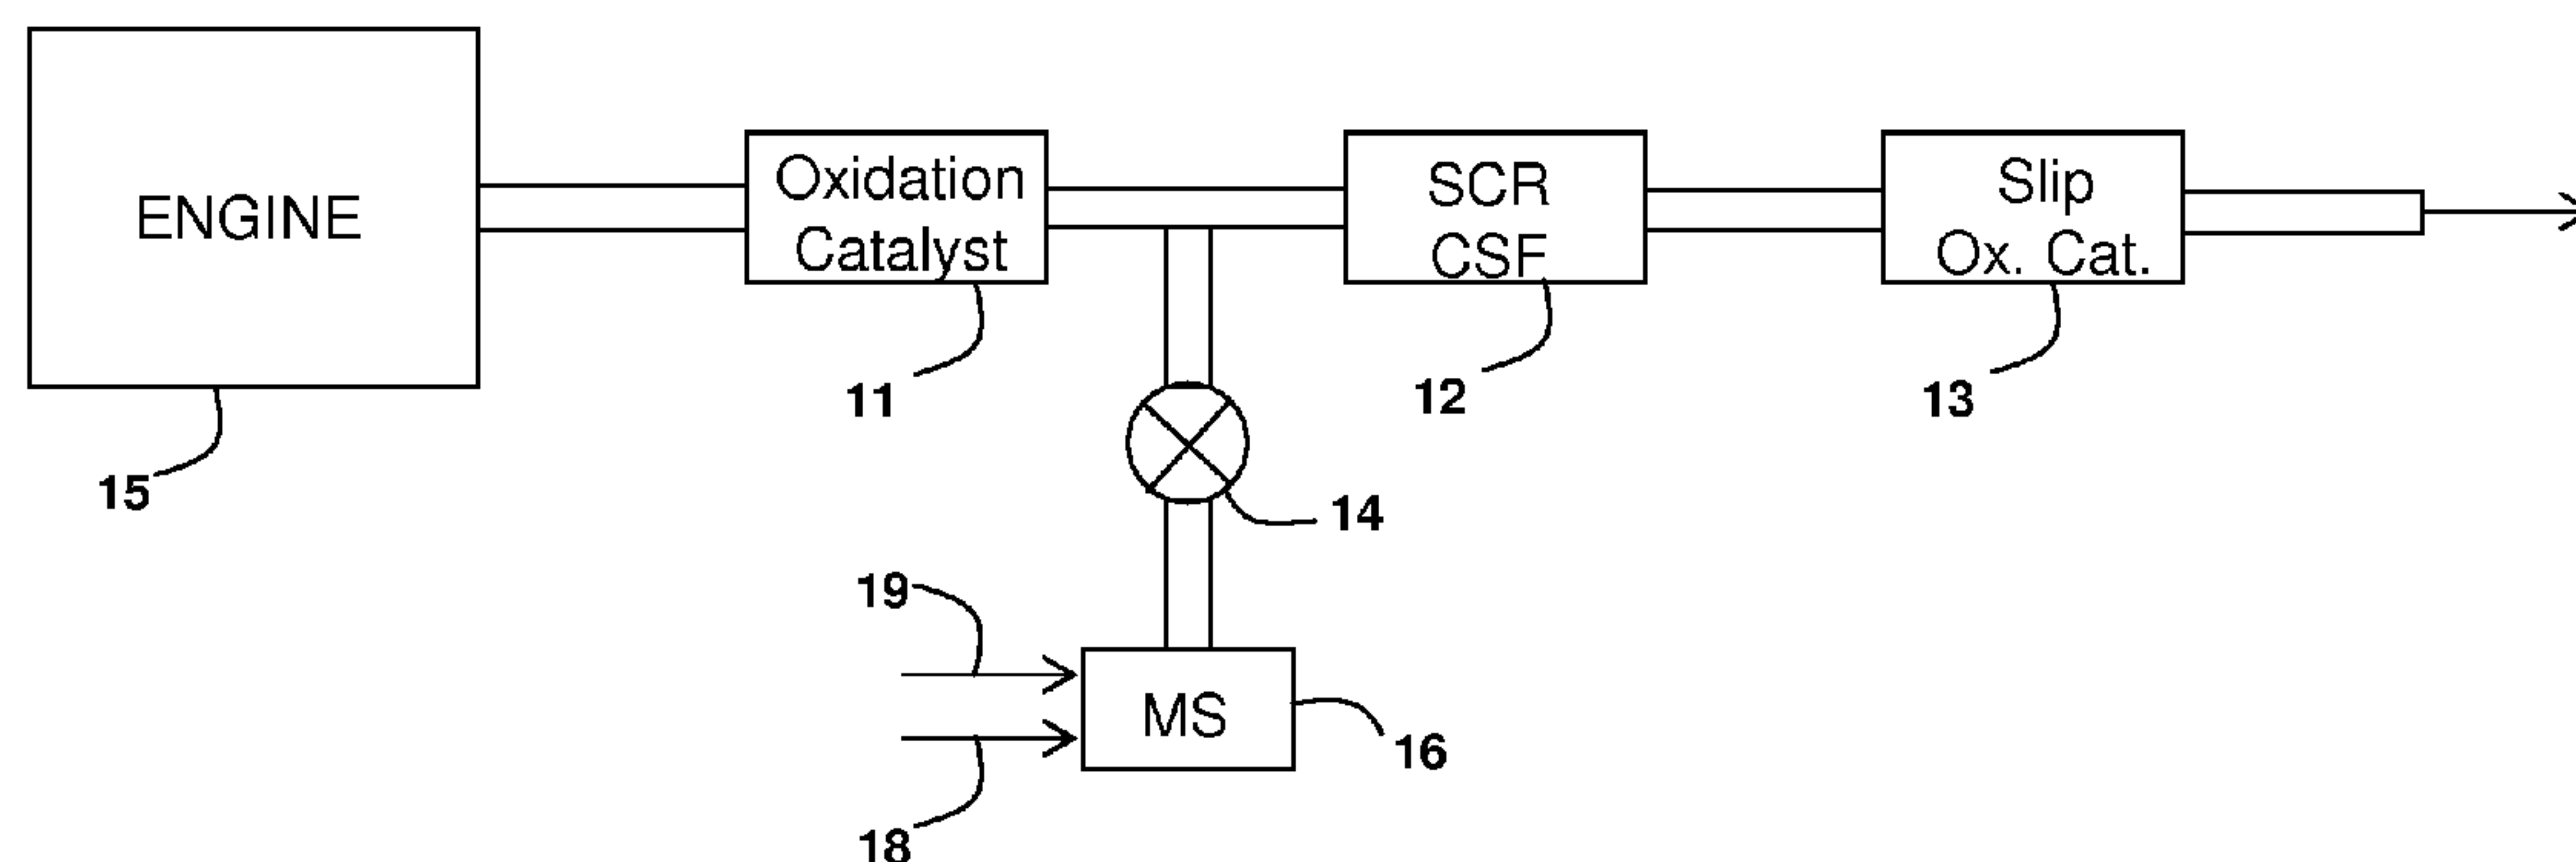 ENGINE
Oxidation
Catalyst
SCR
CSF
Slip
Ox. Cat.
11
12
13
15
14
19
MS
16
18